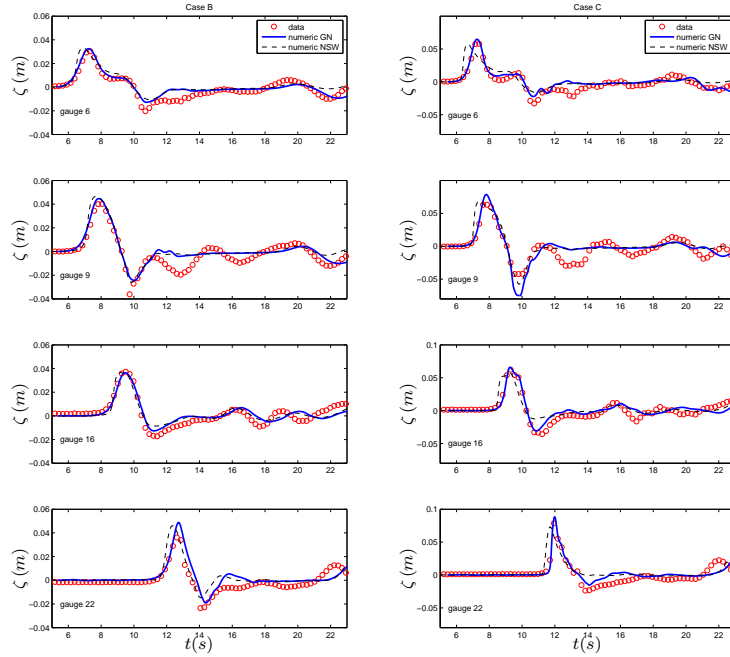 Case B
data
numeric GN
numeric NSW
0.06
0.04
0.02
0
−0.02
−0.04
ζ (m)
gauge 6
6 8 10 12 14 16 18 20 22
Case C
data
numeric GN
numeric NSW
0.05
0
−0.05
ζ (m)
gauge 6
6 8 10 12 14 16 18 20 22
0.06
0.04
0.02
0
−0.02
−0.04
ζ (m)
gauge 9
6 8 10 12 14 16 18 20 22
0.05
0
−0.05
ζ (m)
gauge 9
6 8 10 12 14 16 18 20 22
0.06
0.04
0.02
0
−0.02
−0.04
ζ (m)
gauge 16
6 8 10 12 14 16 18 20 22
0.1
0.05
0
−0.05
ζ (m)
gauge 16
6 8 10 12 14 16 18 20 22
0.06
0.04
0.02
0
−0.02
−0.04
ζ (m)
gauge 22
6 8 10 12 14 16 18 20 22
t(s)
0.1
0.05
0
−0.05
ζ (m)
gauge 22
6 8 10 12 14 16 18 20 22
t(s)